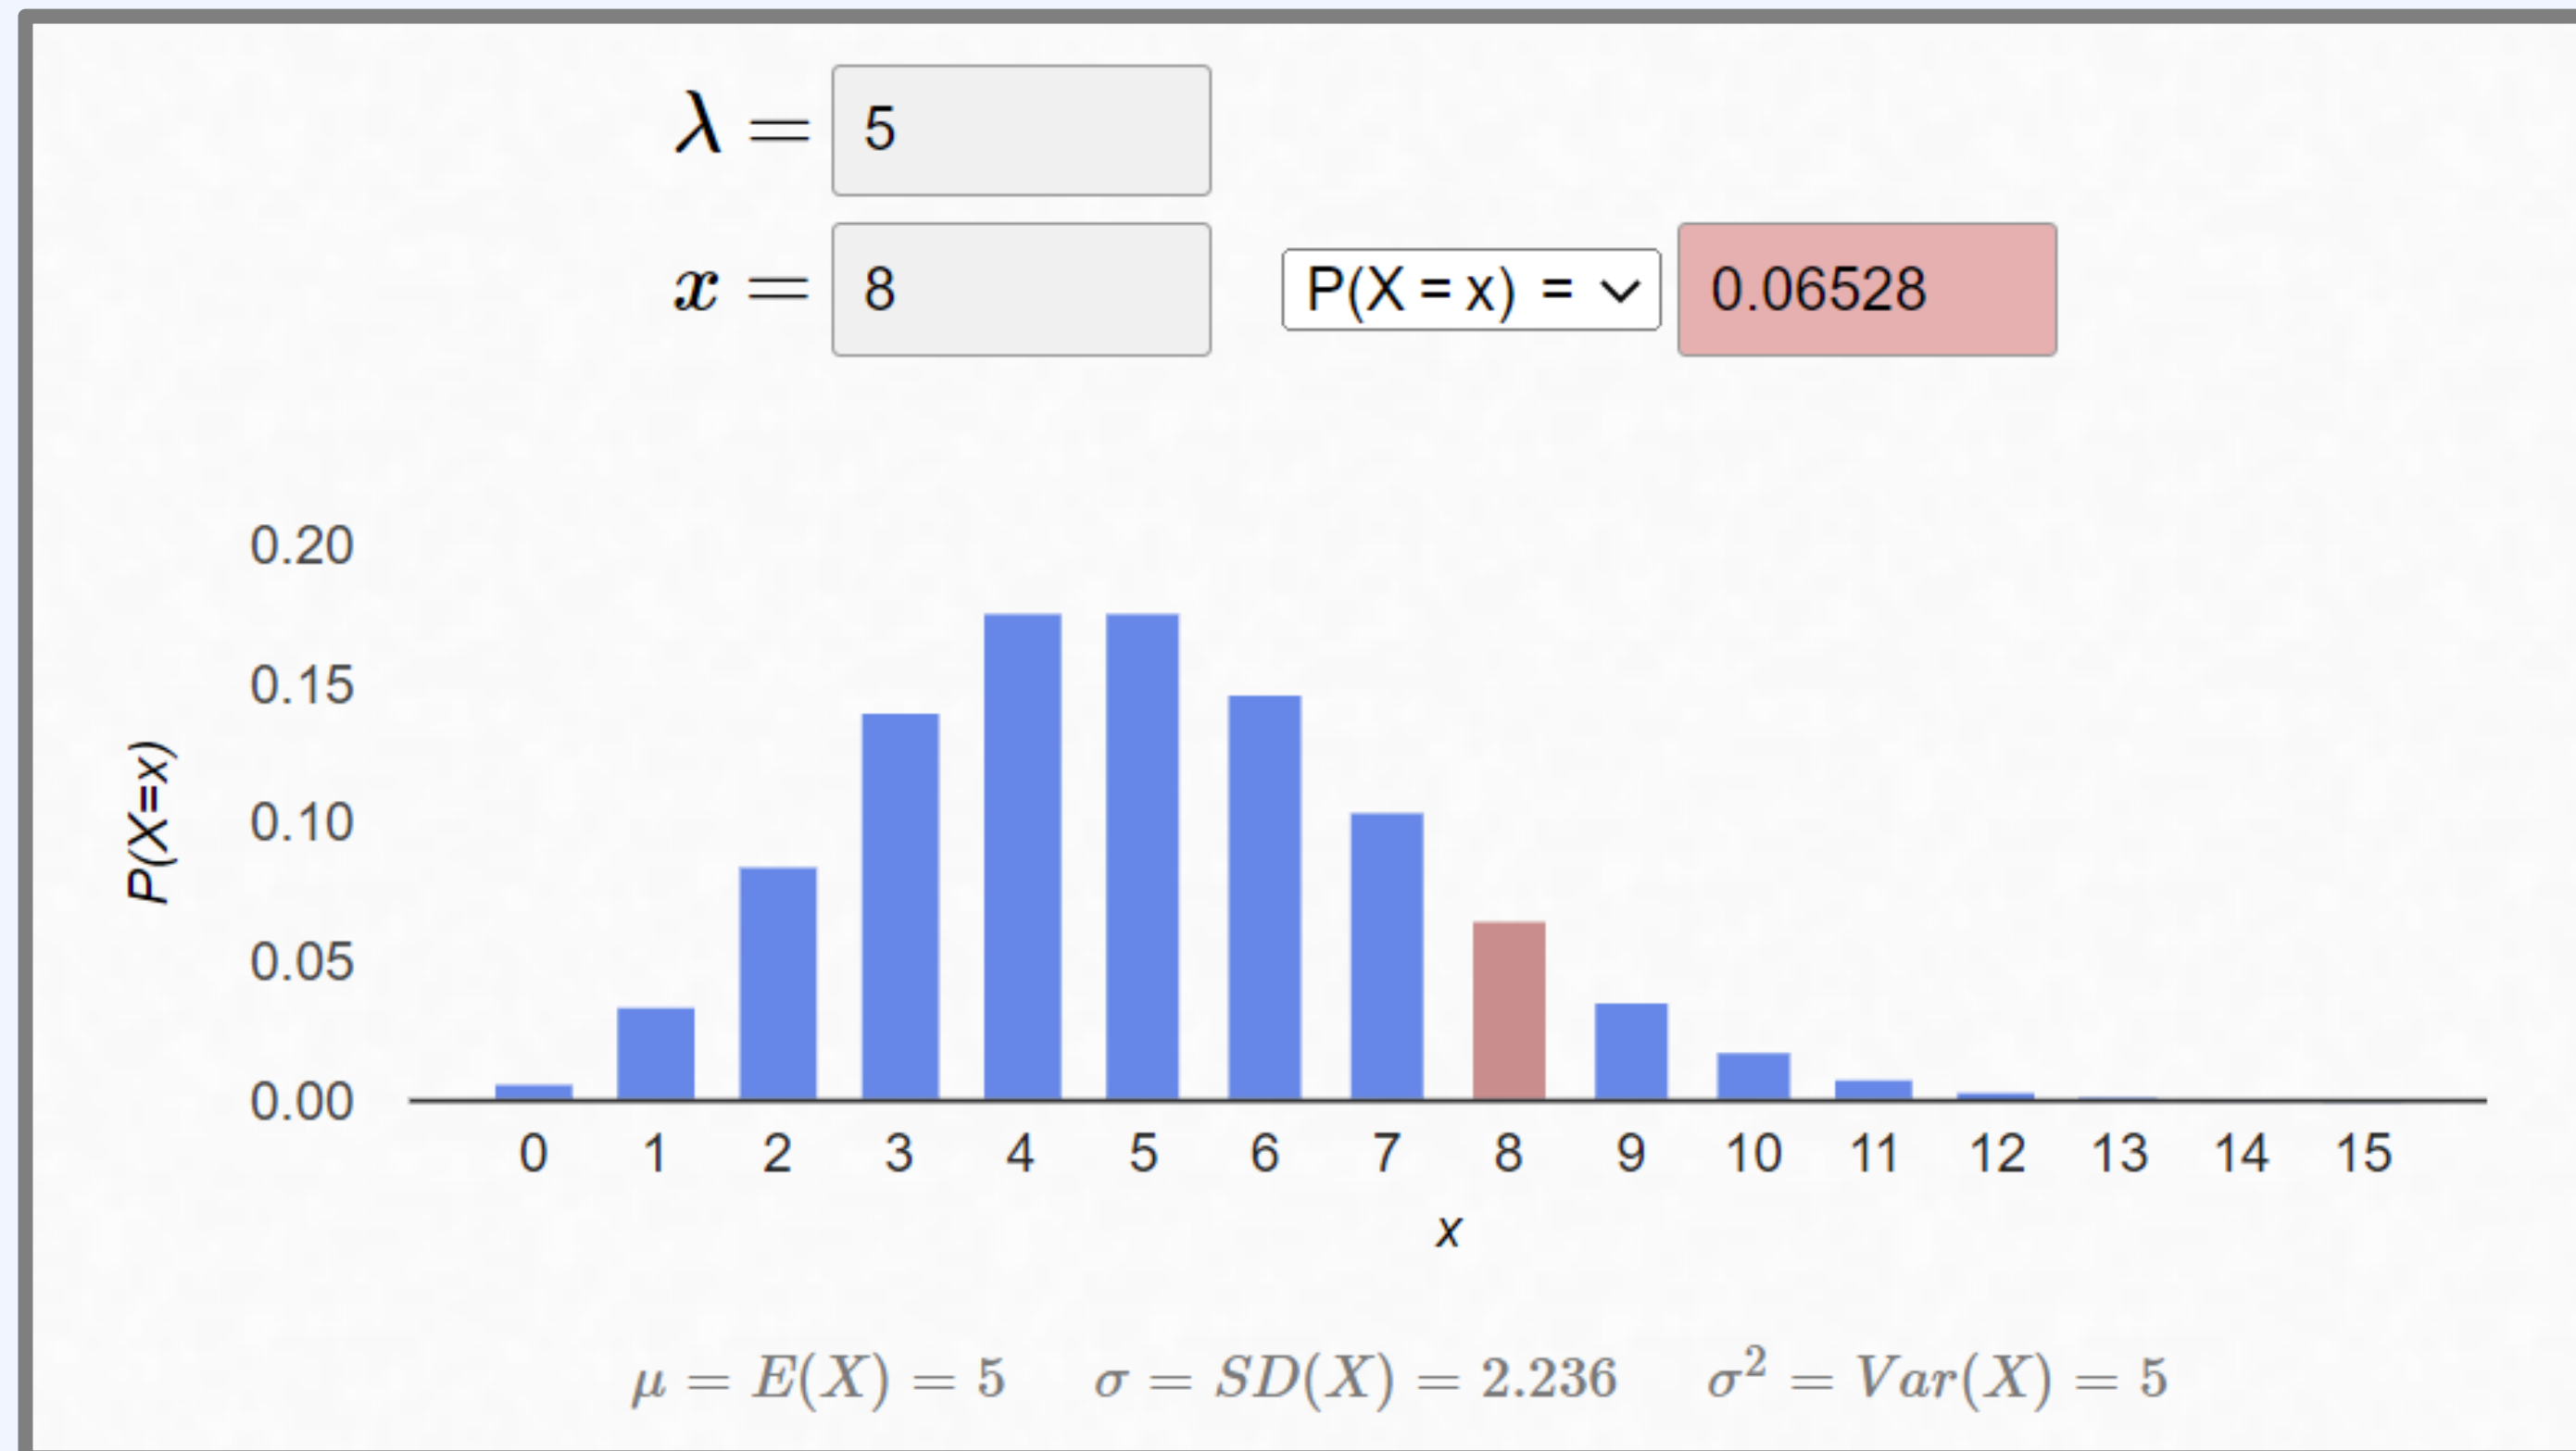 λ = 5
x = 8 P(X = x) = 0.06528
0.20
0.15
0.10
0.05
0.00
P(X=x)
0 1 2 3 4 5 6 7 8 9 10 11 12 13 14 15
x
μ = E(X) = 5 σ = SD(X) = 2.236 σ² = Var(X) = 5